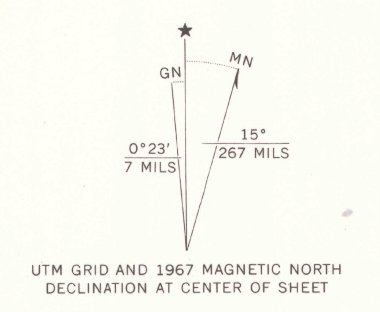 ★
GN
MN
0°23'
7 MILS
15°
267 MILS
UTM GRID AND 1967 MAGNETIC NORTH
DECLINATION AT CENTER OF SHEET